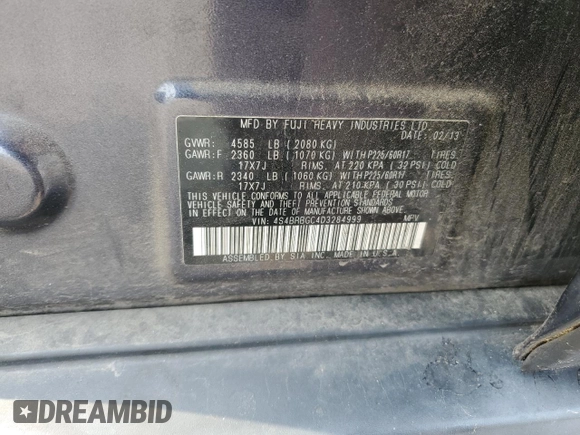 MFD BY FUJI HEAVY INDUSTRIES LTD.
DATE: 02/13
GVWR: 4585 LB (2080 KG)
GAWR:F 2360 LB (1070 KG) WITH P225/60R17 TIRES
17X7J RIMS, AT 220 KPA (32 PSI) COLD
GAWR:R 2340 LB (1060 KG) WITH P225/60R17 TIRES
17X7J RIMS, AT 210 KPA (30 PSI) COLD
THIS VEHICLE CONFORMS TO ALL APPLICABLE FEDERAL MOTOR
VEHICLE SAFETY AND THEFT PREVENTION STANDARDS
IN EFFECT ON THE DATE OF MANUFACTURE SHOWN ABOVE
VIN: 4S4BRBGC4D3284999 MPV
ASSEMBLED BY SIA INC. MADE IN U.S.A.
DREAMBID